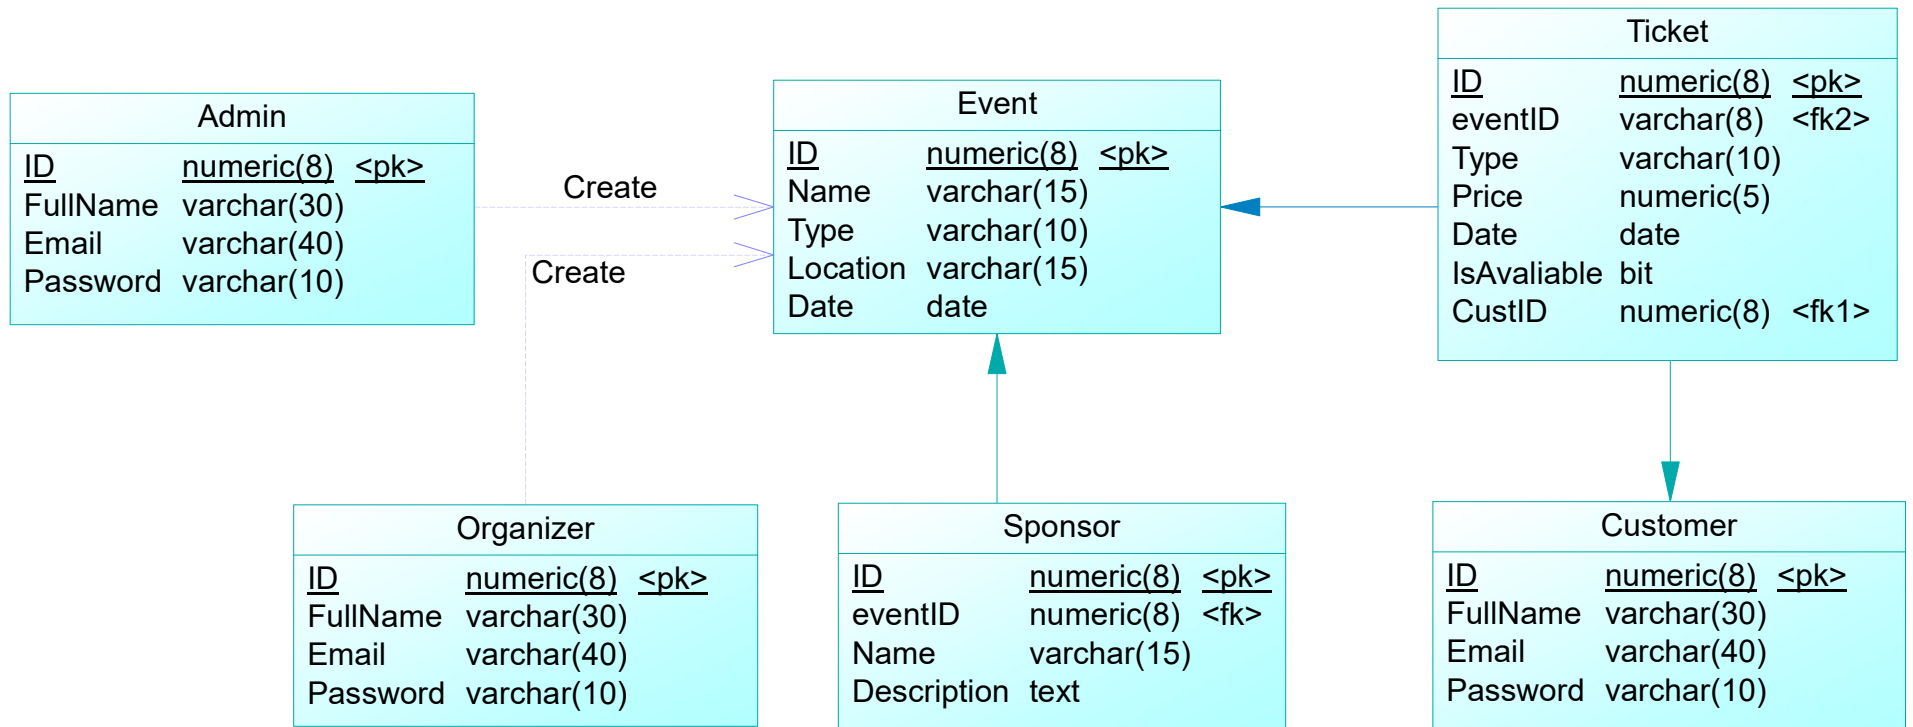 Admin
ID numeric(8) <pk>
FullName varchar(30)
Email varchar(40)
Password varchar(10)
Create
Create
Event
ID numeric(8) <pk>
Name varchar(15)
Type varchar(10)
Location varchar(15)
Date date
Ticket
ID numeric(8) <pk>
eventID varchar(8) <fk2>
Type varchar(10)
Price numeric(5)
Date date
IsAvaliable bit
CustID numeric(8) <fk1>
Organizer
ID numeric(8) <pk>
FullName varchar(30)
Email varchar(40)
Password varchar(10)
Sponsor
ID numeric(8) <pk>
eventID numeric(8) <fk>
Name varchar(15)
Description text
Customer
ID numeric(8) <pk>
FullName varchar(30)
Email varchar(40)
Password varchar(10)